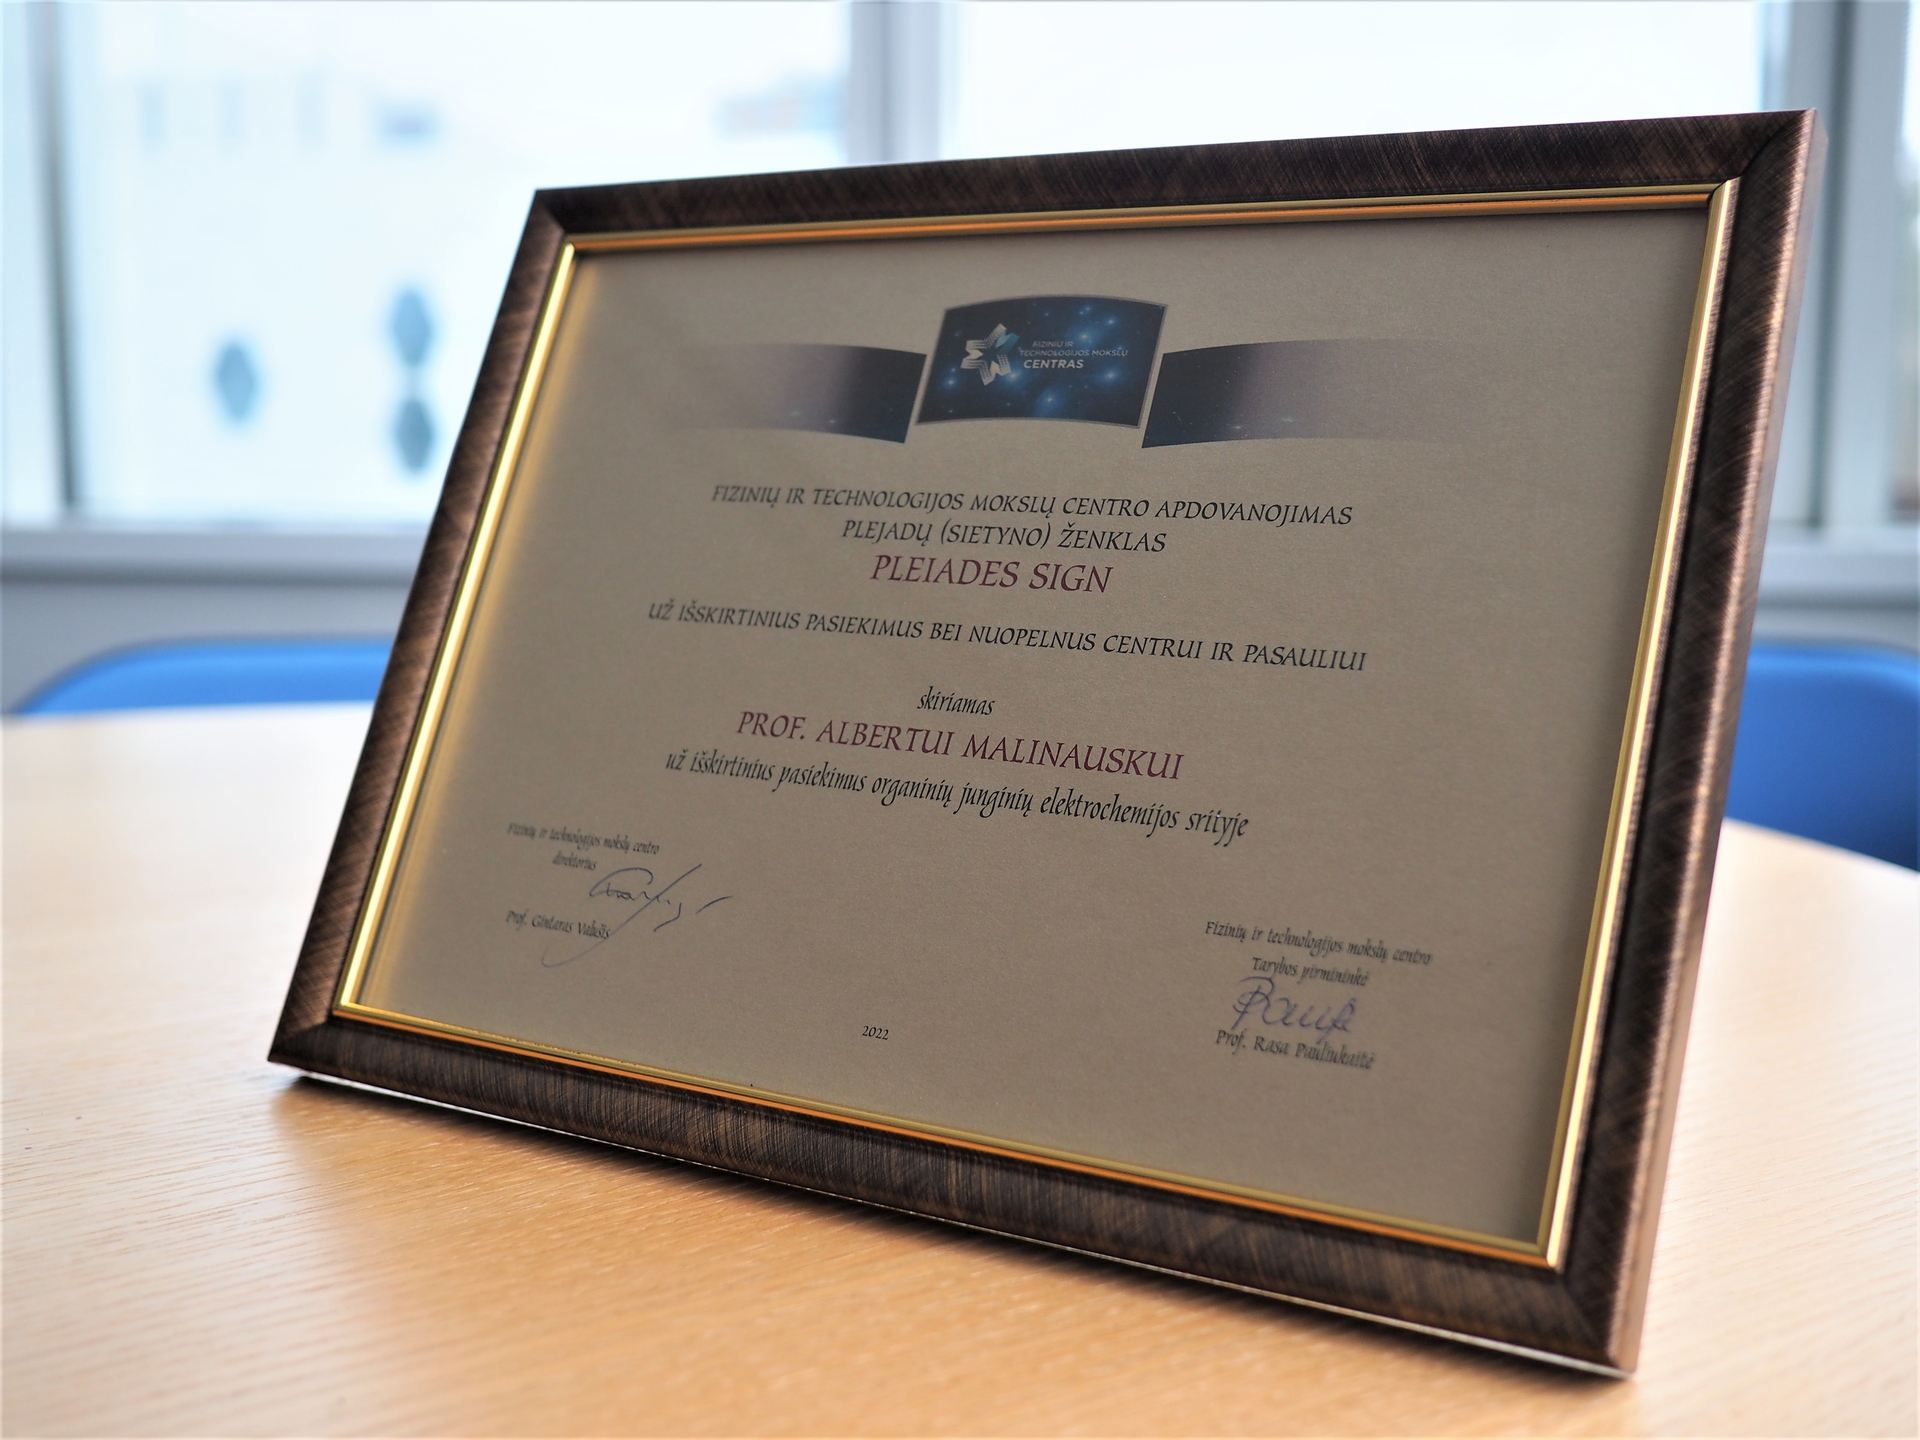 FIZINIŲ IR
TECHNOLOGIJOS MOKSLŲ
CENTRAS
FIZINIŲ IR TECHNOLOGIJOS MOKSLŲ CENTRO APDOVANOJIMAS
PLEJADŲ (SIETYNO) ŽENKLAS
PLEIADES SIGN
UŽ IŠSKIRTINIUS PASIEKIMUS BEI NUOPELNUS CENTRUI IR PASAULIUI
skiriamas
PROF. ALBERTUI MALINAUSKUI
už išskirtinius pasiekimus organinių junginių elektrochemijos srityje
Fizinių ir technologijos mokslų centro
direktorius
Prof. Gintaras Valušis
Fizinių ir technologijos mokslų centro
Tarybos pirmininkė
Prof. Rasa Pauliukaitė
2022